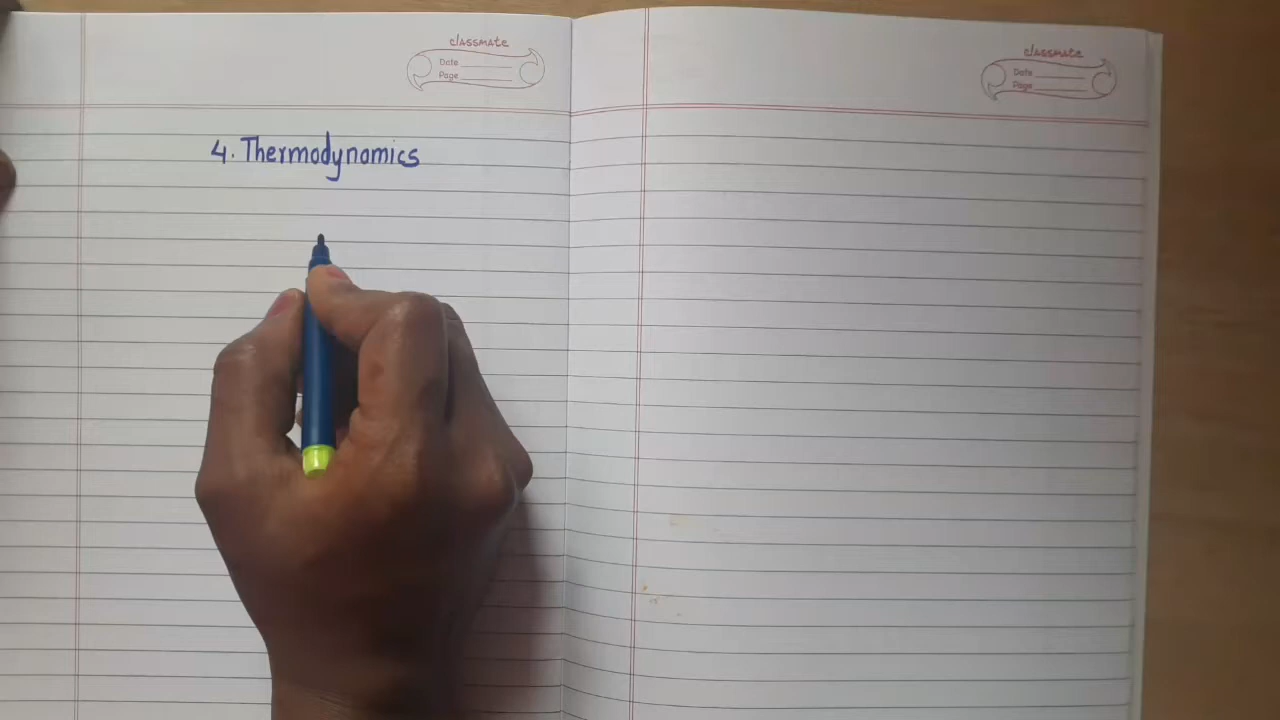 classmate
Date
Page
classmate
Date
Page
4. Thermodynamics